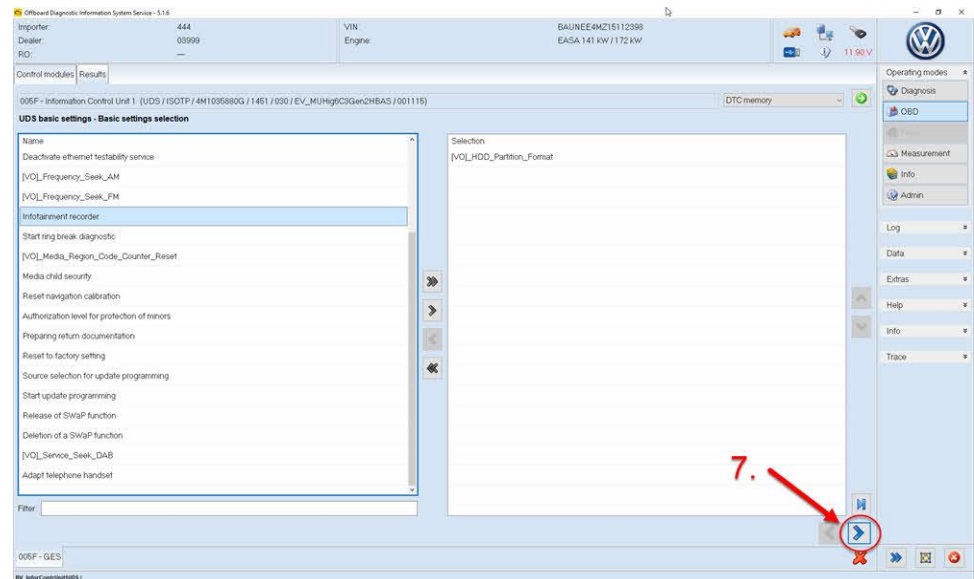 Offboard Diagnostic Information System Service - 5.1.6
Importer: 444 VIN: BAUNEE4MZ15112398
Dealer: 03999 Engine: EASA 141 kW / 172 kW
RO: — 11.90 V
Control modules Results Operating modes
Diagnosis
005F - Information Control Unit 1 (UDS / ISOTP / 4M1035880G / 1451 / 030 / EV_MUHig6C3Gen2HBAS / 001115) DTC memory
OBD
UDS basic settings - Basic settings selection
Name Selection
Deactivate ethernet testability service [VO]_HDD_Partition_Format
Measurement
[VO]_Frequency_Seek_AM
Info
[VO]_Frequency_Seek_FM
Admin
Infotainment recorder
Log
Start ring break diagnostic
[VO]_Media_Region_Code_Counter_Reset
Data
Media child security
Extras
Reset navigation calibration
Help
Authorization level for protection of minors
Info
Preparing return documentation
Reset to factory setting
Trace
Source selection for update programming
Start update programming
Release of SWaP function
Deletion of a SWaP function
[VO]_Service_Seek_DAB
Adapt telephone handset
7.
Filter:
005F - GES